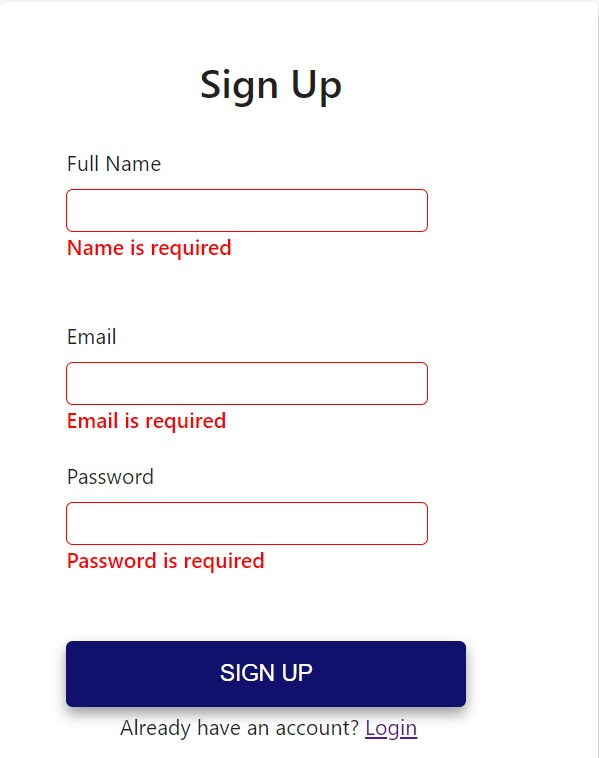 Sign Up
Full Name
Name is required
Email
Email is required
Password
Password is required
SIGN UP
Already have an account? Login